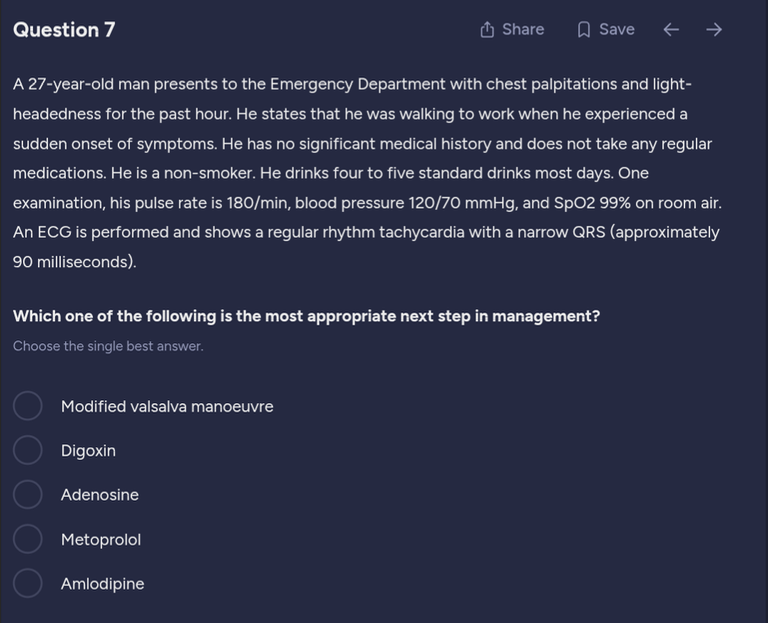 Question 7
Share
Save
A 27-year-old man presents to the Emergency Department with chest palpitations and light-
headedness for the past hour. He states that he was walking to work when he experienced a
sudden onset of symptoms. He has no significant medical history and does not take any regular
medications. He is a non-smoker. He drinks four to five standard drinks most days. One
examination, his pulse rate is 180/min, blood pressure 120/70 mmHg, and SpO2 99% on room air.
An ECG is performed and shows a regular rhythm tachycardia with a narrow QRS (approximately
90 milliseconds).
Which one of the following is the most appropriate next step in management?
Choose the single best answer.
Modified valsalva manoeuvre
Digoxin
Adenosine
Metoprolol
Amlodipine